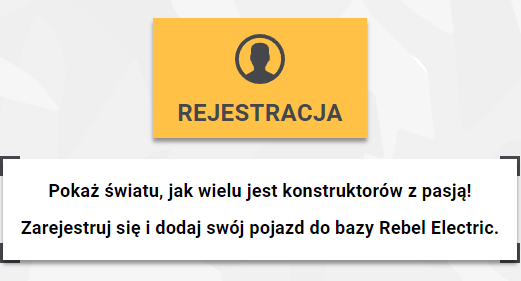 REJESTRACJA
Pokaż światu, jak wielu jest konstruktorów z pasją!
Zarejestruj się i dodaj swój pojazd do bazy Rebel Electric.